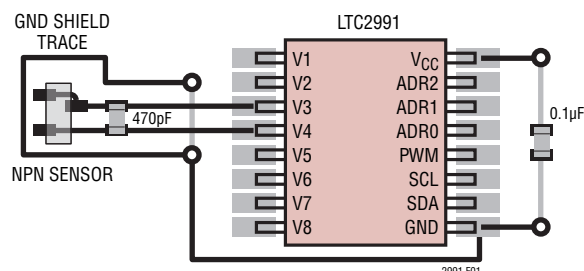 GND SHIELD
TRACE
LTC2991
V1
V2
V3
V4
V5
V6
V7
V8
VCC
ADR2
ADR1
ADR0
PWM
SCL
SDA
GND
470pF
0.1µF
NPN SENSOR
2991 F01